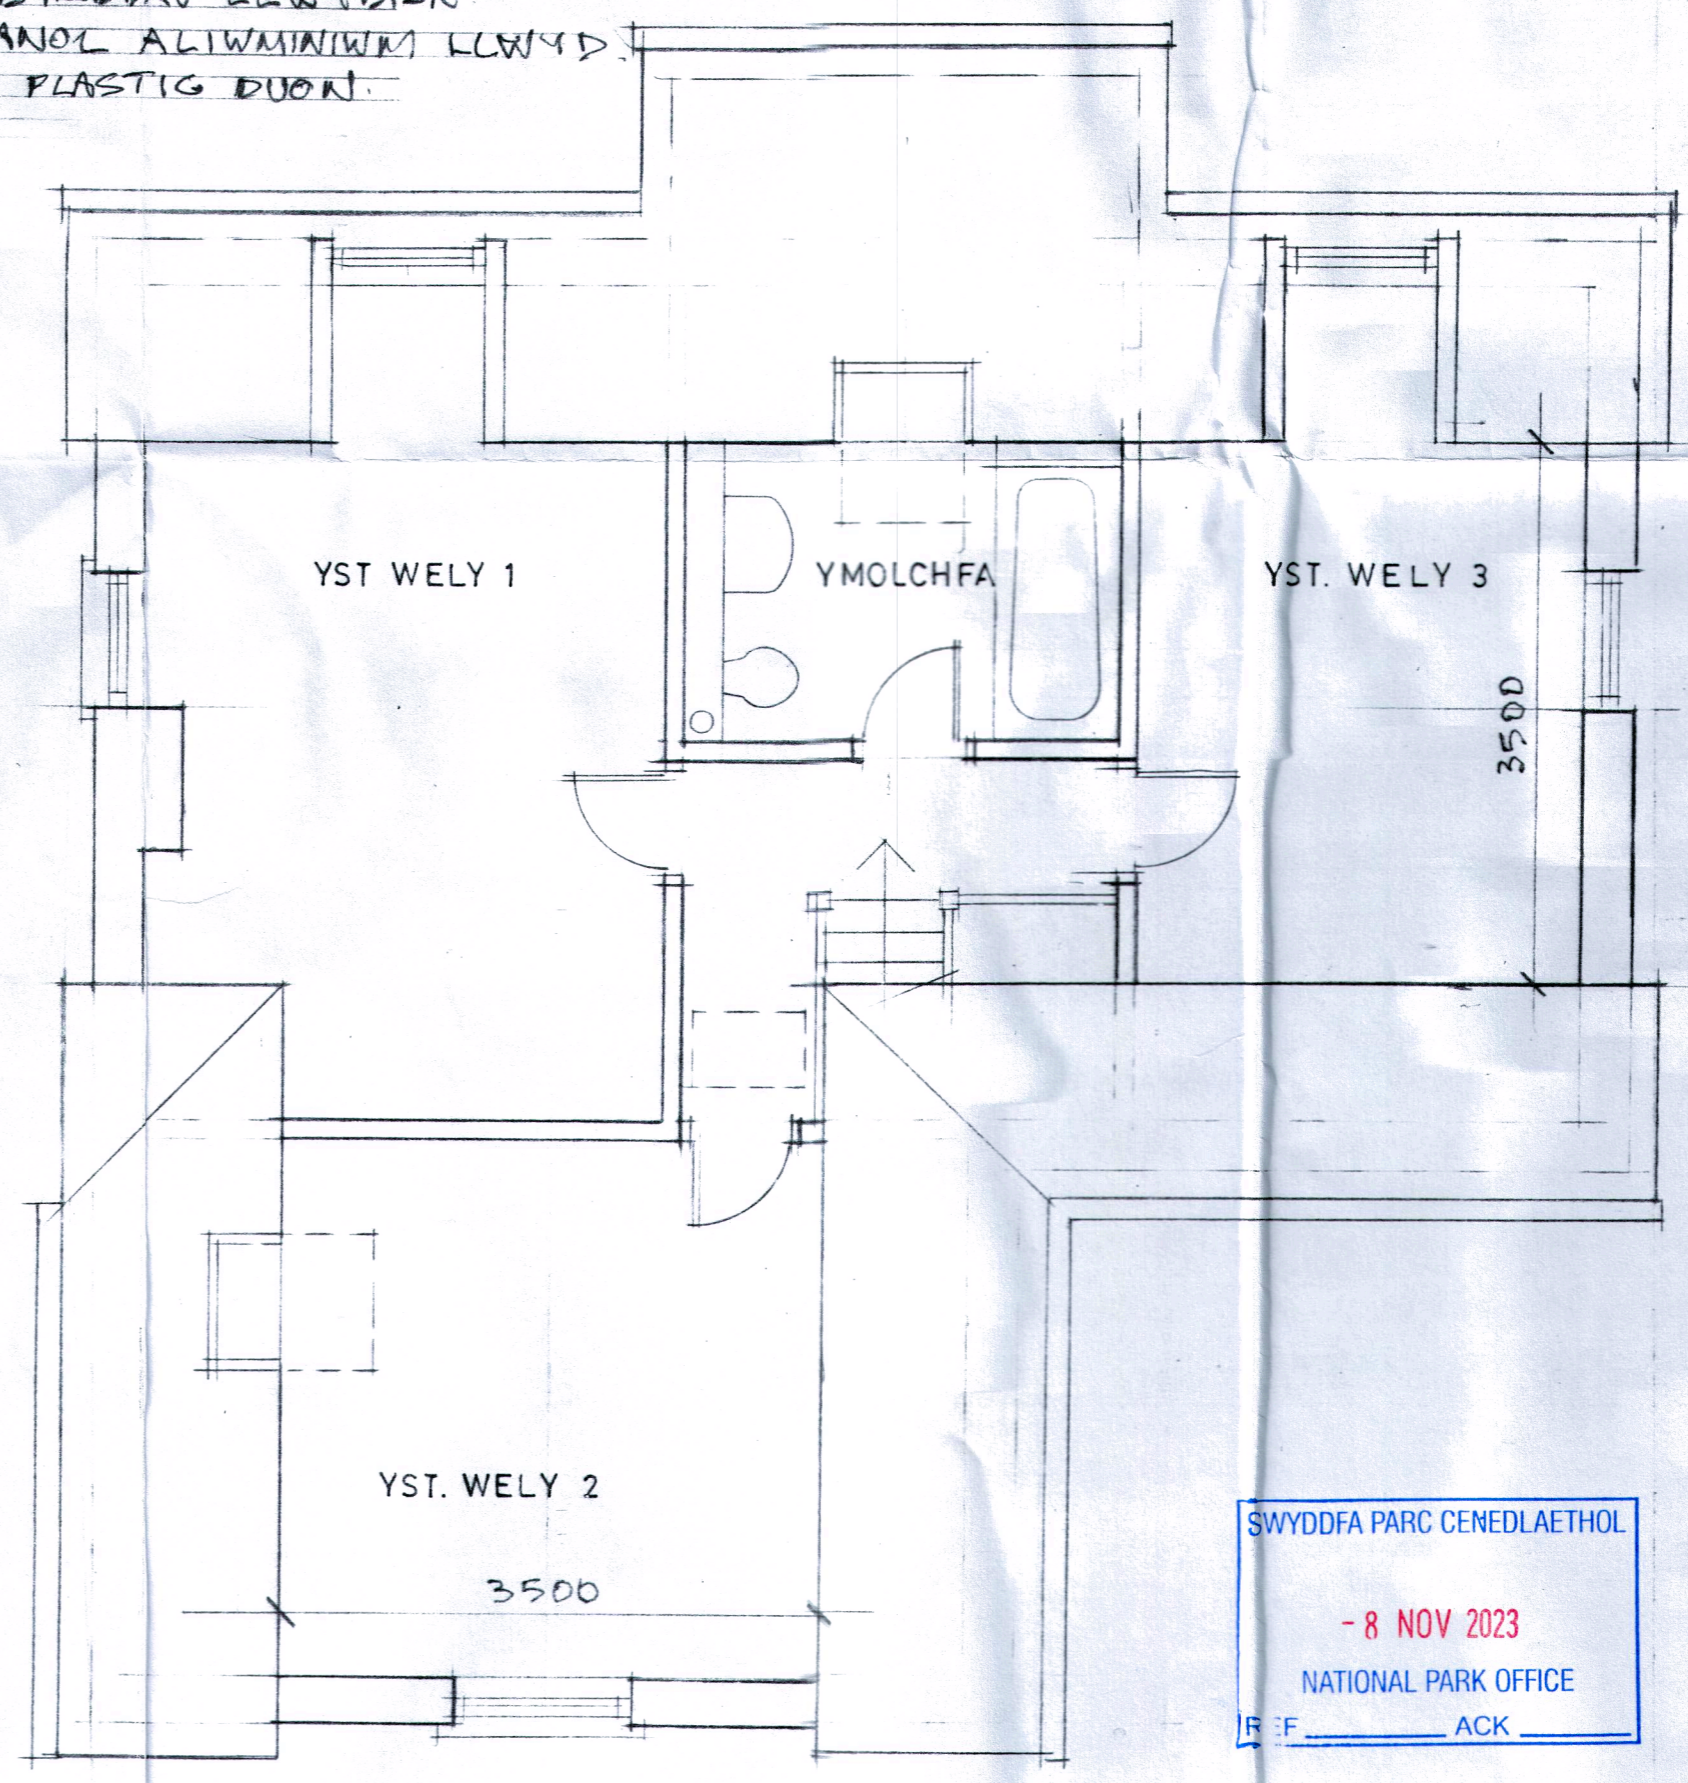 ALIWMINIWM LLWYD.
PLASTIG DUON.
YST WELY 1
YMOLCHFA
YST. WELY 3
3500
YST. WELY 2
3500
SWYDDFA PARC CENEDLAETHOL
- 8 NOV 2023
NATIONAL PARK OFFICE
REF ACK